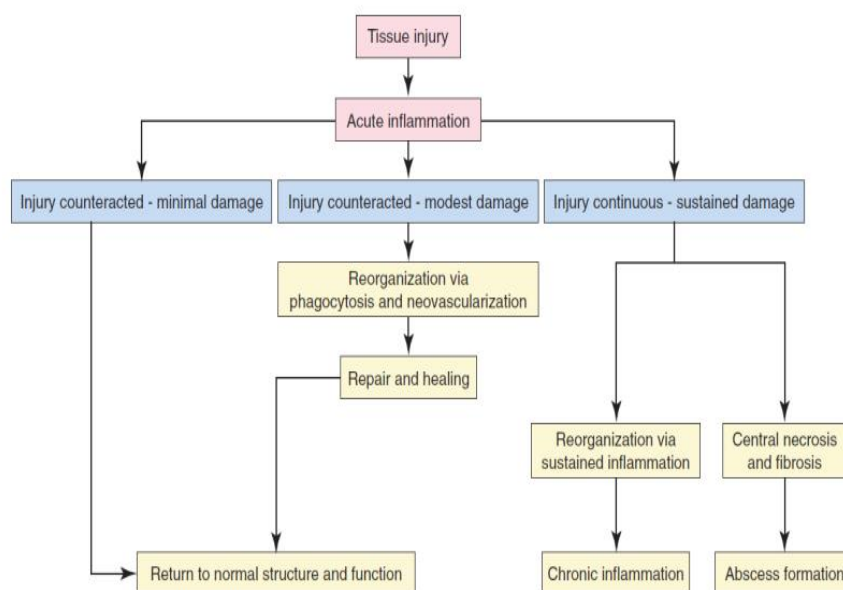 Tissue injury
Acute inflammation
Injury counteracted - minimal damage
Injury counteracted - modest damage
Injury continuous - sustained damage
Reorganization via
phagocytosis and neovascularization
Repair and healing
Reorganization via
sustained inflammation
Central necrosis
and fibrosis
Return to normal structure and function
Chronic inflammation
Abscess formation